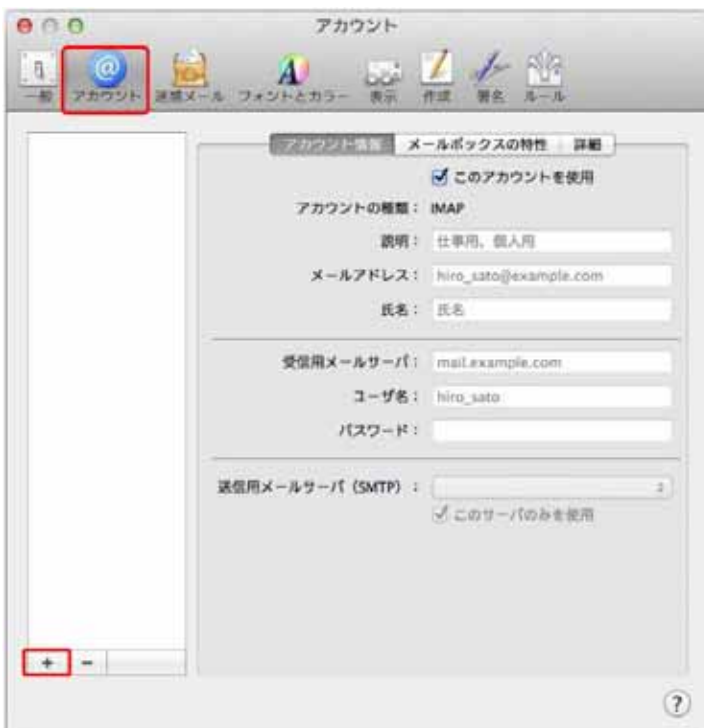 アカウント
一般 アカウント 迷惑メール フォントとカラー 表示 作成 署名 ルール
アカウント情報 メールボックスの特性 詳細
このアカウントを使用
アカウントの種類： IMAP
説明： 仕事用、個人用
メールアドレス： hiro_sato@example.com
氏名： 氏名
受信用メールサーバ： mail.example.com
ユーザ名： hiro_sato
パスワード：
送信用メールサーバ（SMTP）：
このサーバのみを使用
+ −
?